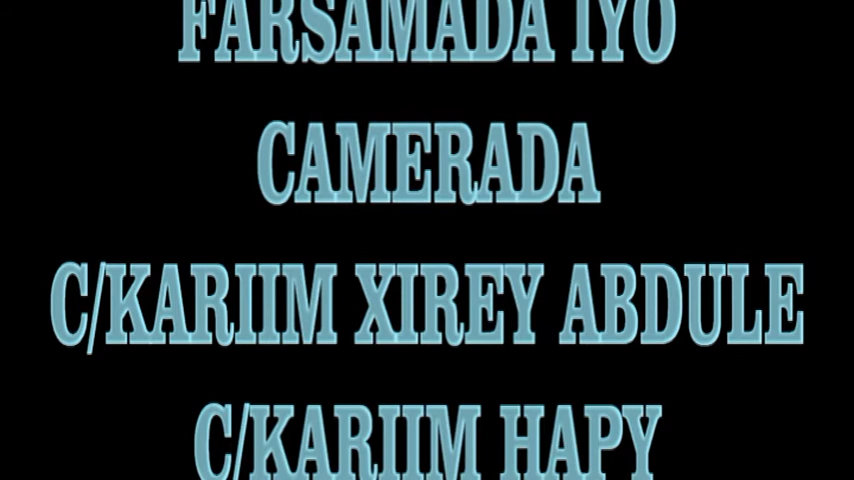 FARSAMADA IYO
CAMERADA
C/KARIIM XIREY ABDULE
C/KARIIM HAPY